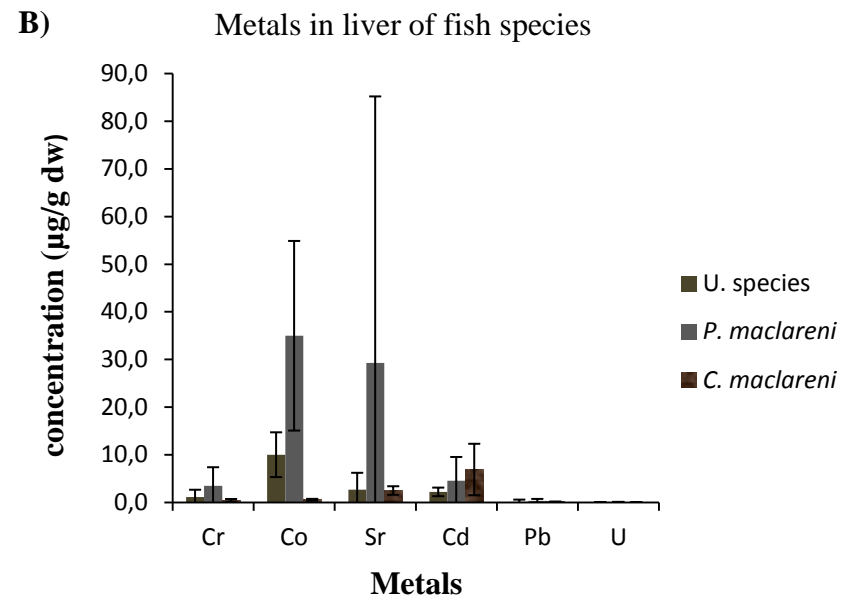 B)
Metals in liver of fish species
concentration (µg/g dw)
90,0
80,0
70,0
60,0
50,0
40,0
30,0
20,0
10,0
0,0
Cr Co Sr Cd Pb U
Metals
U. species
P. maclareni
C. maclareni